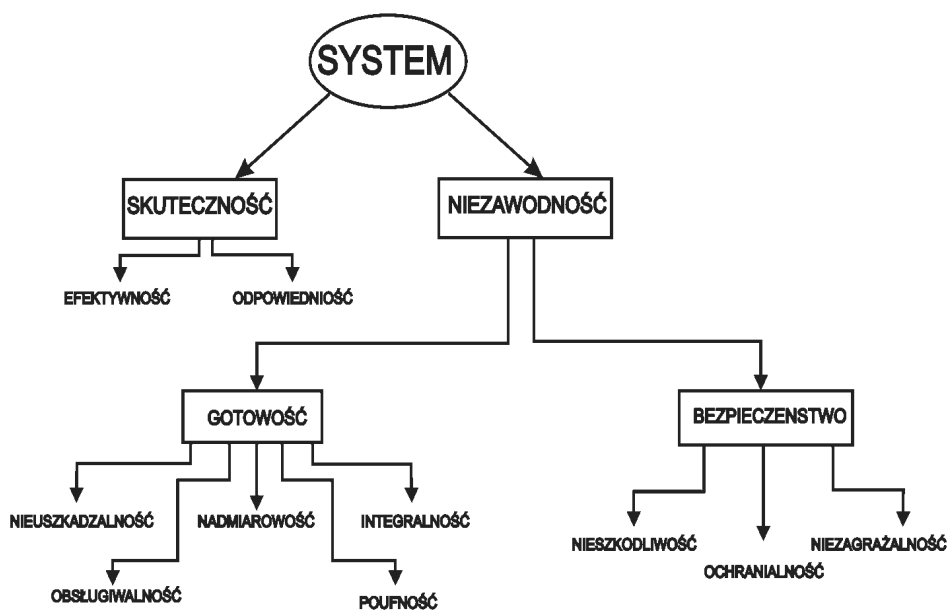 SYSTEM
SKUTECZNOŚĆ
NIEZAWODNOŚĆ
EFEKTYWNOŚĆ
ODPOWIEDNIOŚĆ
GOTOWOŚĆ
BEZPIECZENSTWO
NIEUSZKADZALNOŚĆ
NADMIAROWOŚĆ
INTEGRALNOŚĆ
OBSŁUGIWALNOŚĆ
POUFNOŚĆ
NIESZKODLIWOŚĆ
OCHRANIALNOŚĆ
NIEZAGRAŻALNOŚĆ